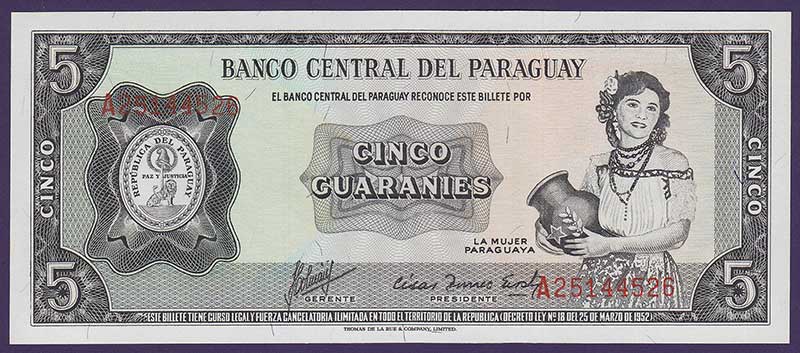 5
5
BANCO CENTRAL DEL PARAGUAY
EL BANCO CENTRAL DEL PARAGUAY RECONOCE ESTE BILLETE POR
A25144526
REPÚBLICA DEL PARAGUAY
PAZ Y JUSTICIA
CINCO
CINCO
GUARANIES
CINCO
LA MUJER
PARAGUAYA
GERENTE
PRESIDENTE
A25144526
5
5
ESTE BILLETE TIENE CURSO LEGAL Y FUERZA CANCELATORIA ILIMITADA EN TODO EL TERRITORIO DE LA REPUBLICA (DECRETO LEY Nº 18 DEL 25 DE MARZO DE 1952)
THOMAS DE LA RUE & COMPANY, LIMITED.